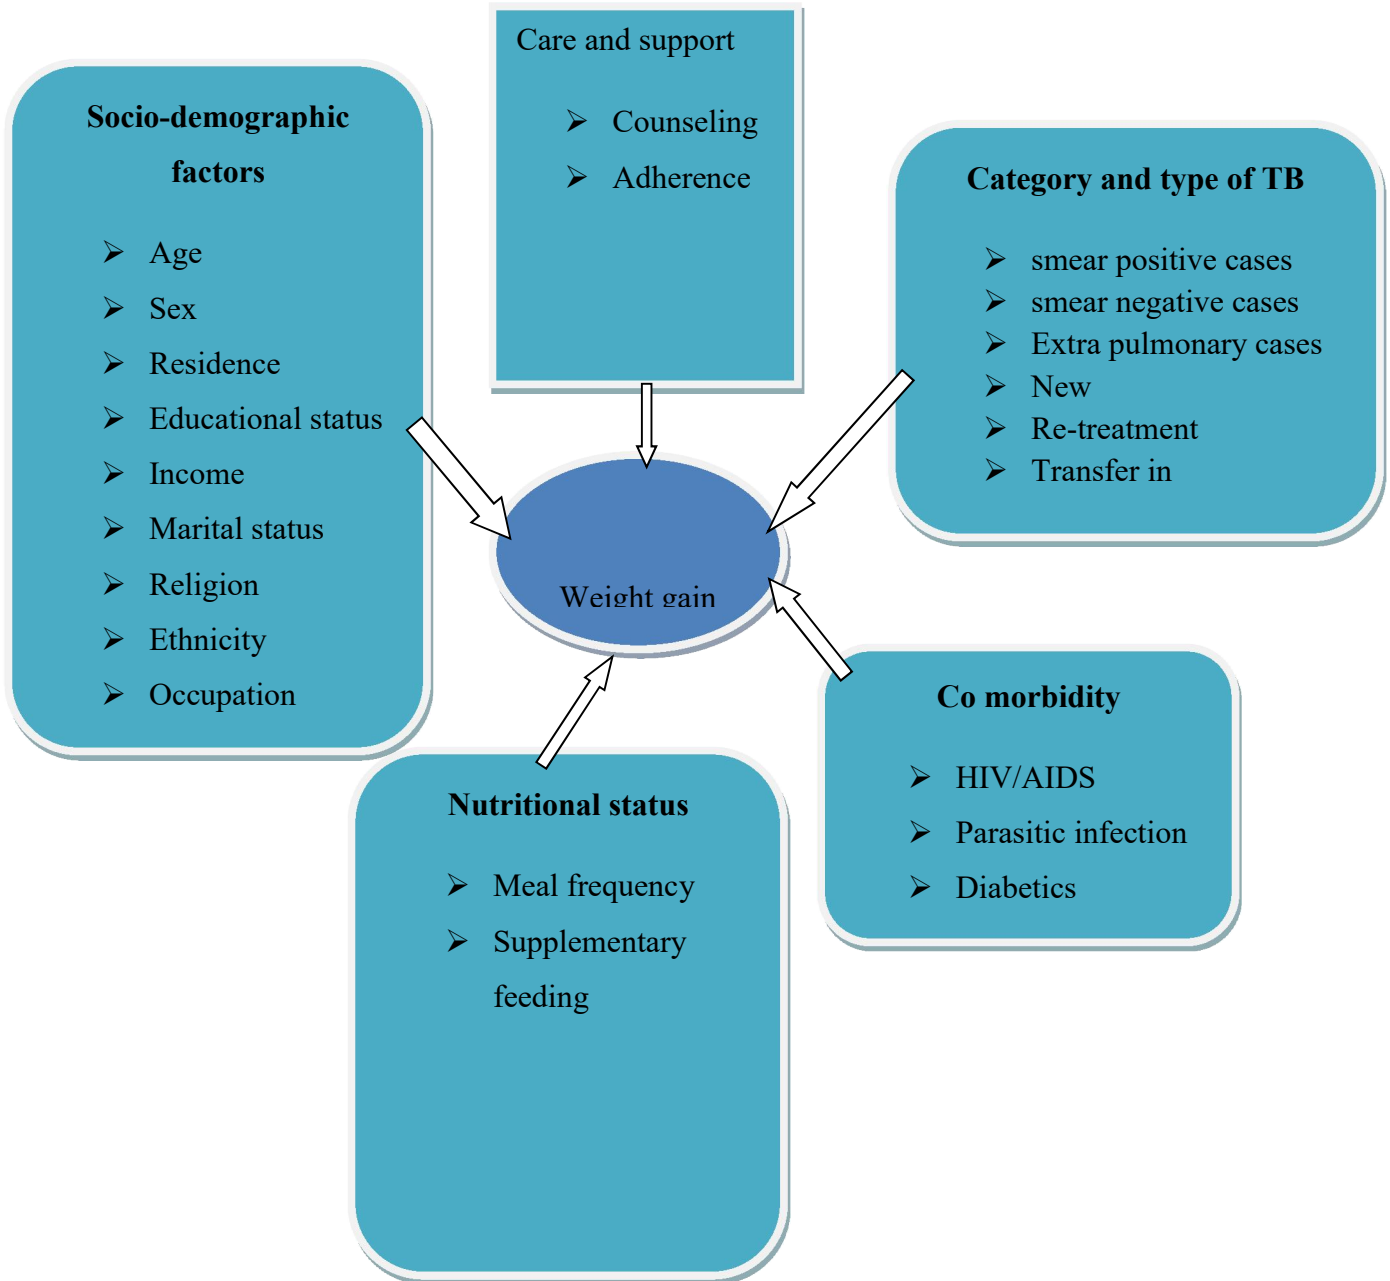 Care and support
➢ Counseling
➢ Adherence
Socio-demographic
factors
➢ Age
➢ Sex
➢ Residence
➢ Educational status
➢ Income
➢ Marital status
➢ Religion
➢ Ethnicity
➢ Occupation
Category and type of TB
➢ smear positive cases
➢ smear negative cases
➢ Extra pulmonary cases
➢ New
➢ Re-treatment
➢ Transfer in
Weight gain
Co morbidity
➢ HIV/AIDS
➢ Parasitic infection
➢ Diabetics
Nutritional status
➢ Meal frequency
➢ Supplementary
feeding